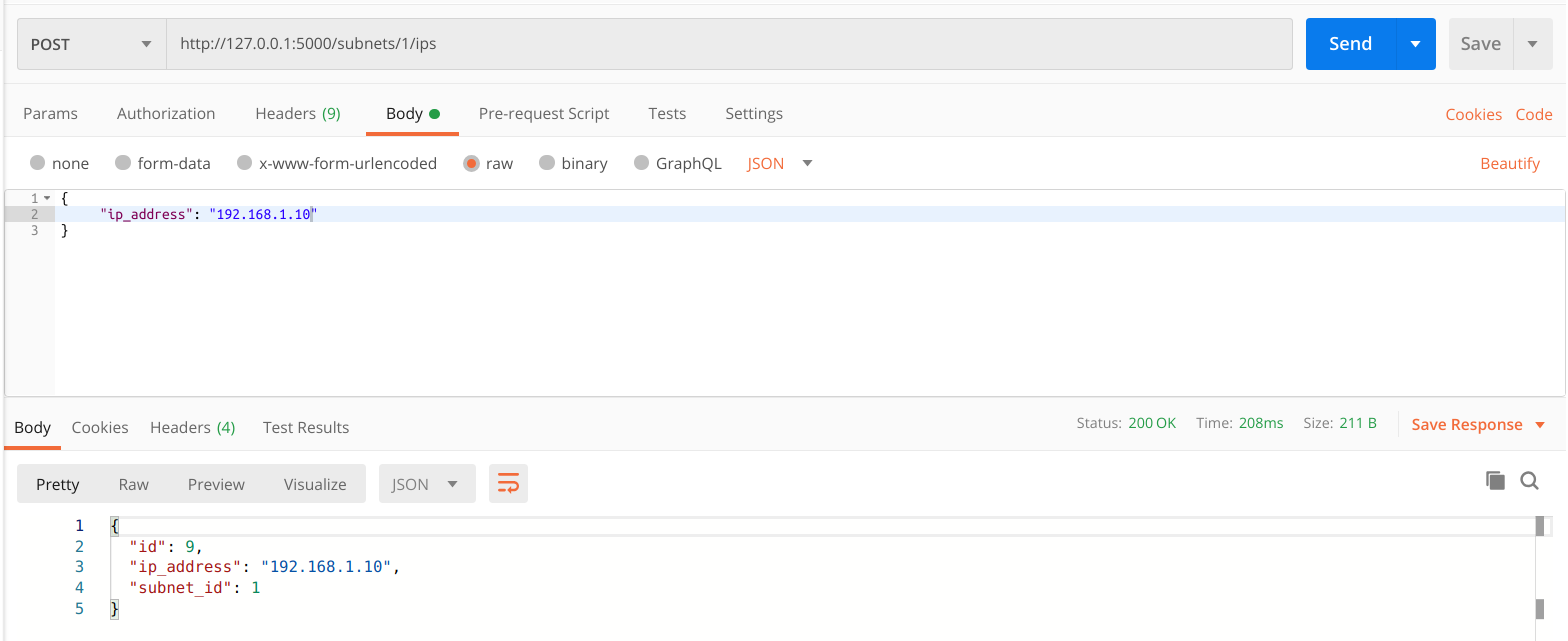 POST http://127.0.0.1:5000/subnets/1/ips Send Save
Params Authorization Headers (9) Body Pre-request Script Tests Settings Cookies Code
none form-data x-www-form-urlencoded raw binary GraphQL JSON Beautify
1 {
2 "ip_address": "192.168.1.10"
3 }
Body Cookies Headers (4) Test Results Status: 200 OK Time: 208ms Size: 211 B Save Response
Pretty Raw Preview Visualize JSON
1 {
2 "id": 9,
3 "ip_address": "192.168.1.10",
4 "subnet_id": 1
5 }